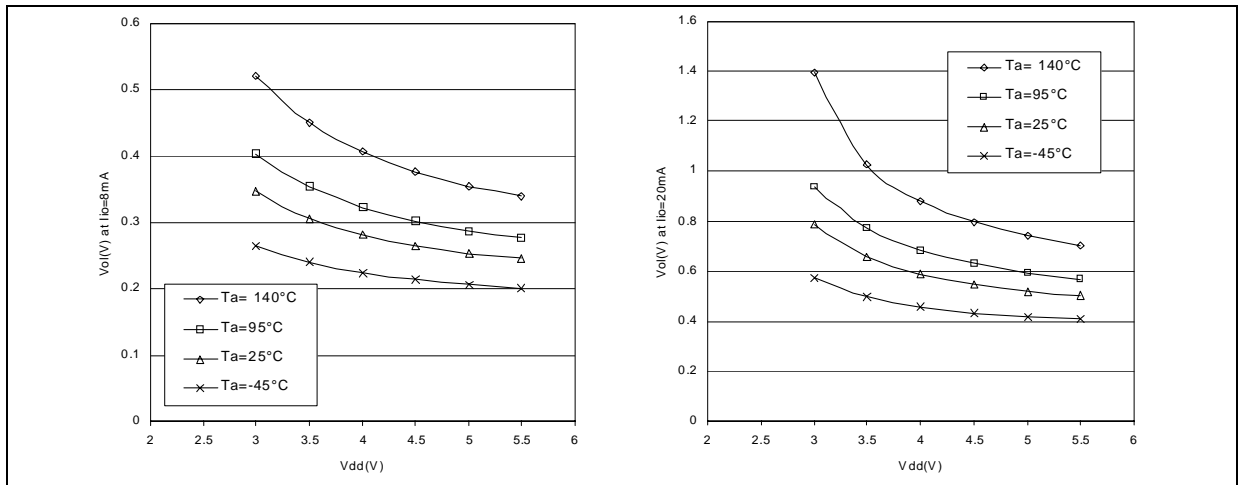 Vol(V) at Iio=8mA
0.6
0.5
0.4
0.3
0.2
0.1
0
2 2.5 3 3.5 4 4.5 5 5.5 6
Vdd(V)
Ta= 140°C
Ta=95°C
Ta=25°C
Ta=-45°C
Vol(V) at Iio=20mA
1.6
1.4
1.2
1
0.8
0.6
0.4
0.2
0
2 2.5 3 3.5 4 4.5 5 5.5 6
Vdd(V)
Ta= 140°C
Ta=95°C
Ta=25°C
Ta=-45°C